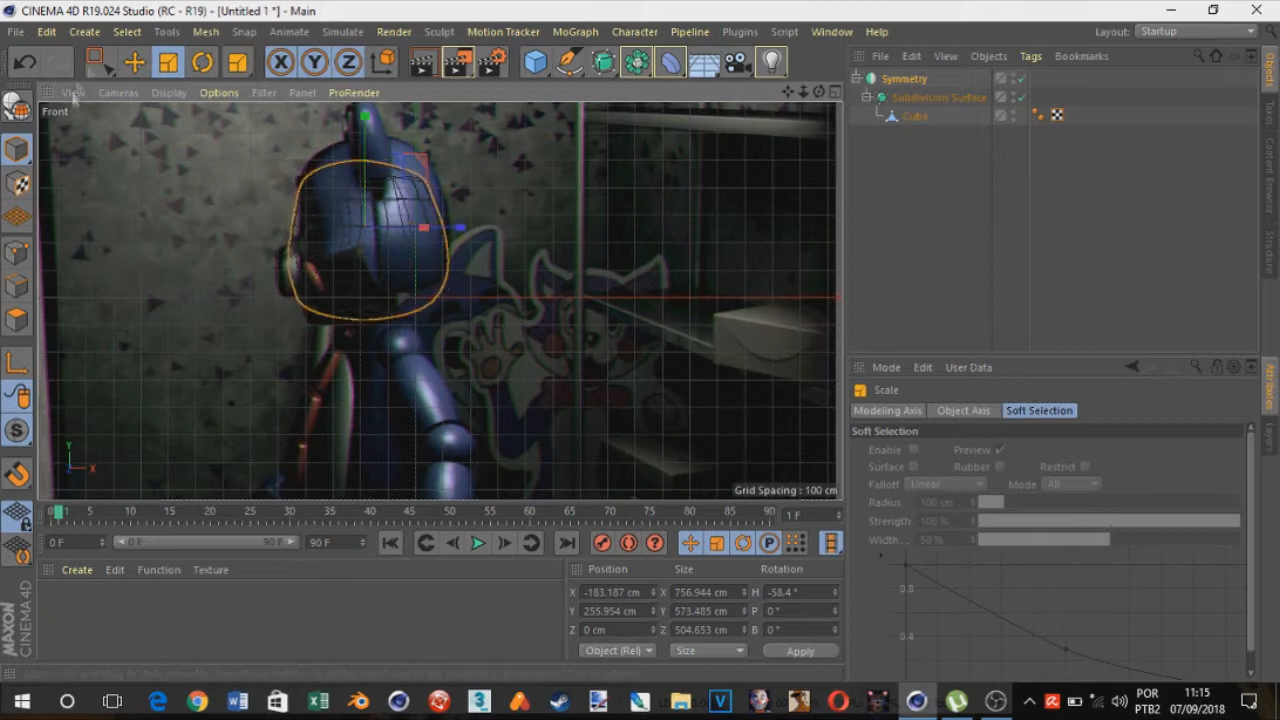 CINEMA 4D R19.024 Studio (RC - R19) - [Untitled 1 *] - Main
File Edit Create Select Tools Mesh Snap Animate Simulate Render Sculpt Motion Tracker MoGraph Character Pipeline Plugins Script Window Help Layout: Startup
X Y Z File Edit View Objects Tags Bookmarks
View Cameras Display Options Filter Panel ProRender
Front
Symmetry
Subdivision Surface
Cube
Objects
Takes
Content Browser
Structure
Mode Edit User Data
Scale
Modeling Axis Object Axis Soft Selection
Soft Selection
Enable Preview
Surface Rubber Restrict
Falloff Linear Mode All
Radius 100 cm
Strength 100 %
Width.. 50 %
0.8
0.4
Attributes
Layers
Y
X
Grid Spacing : 100 cm
0 1 5 10 15 20 25 30 35 40 45 50 55 60 65 70 75 80 85 90 1 F
0 F 0 F 90 F 90 F
Create Edit Function Texture
Position Size Rotation
X -183.187 cm X 756.944 cm H -58.4 °
Y 255.954 cm Y 573.485 cm P 0 °
Z 0 cm Z 504.653 cm B 0 °
Object (Rel) Size Apply
MAXON
CINEMA 4D
POR
PTB2
11:15
07/09/2018